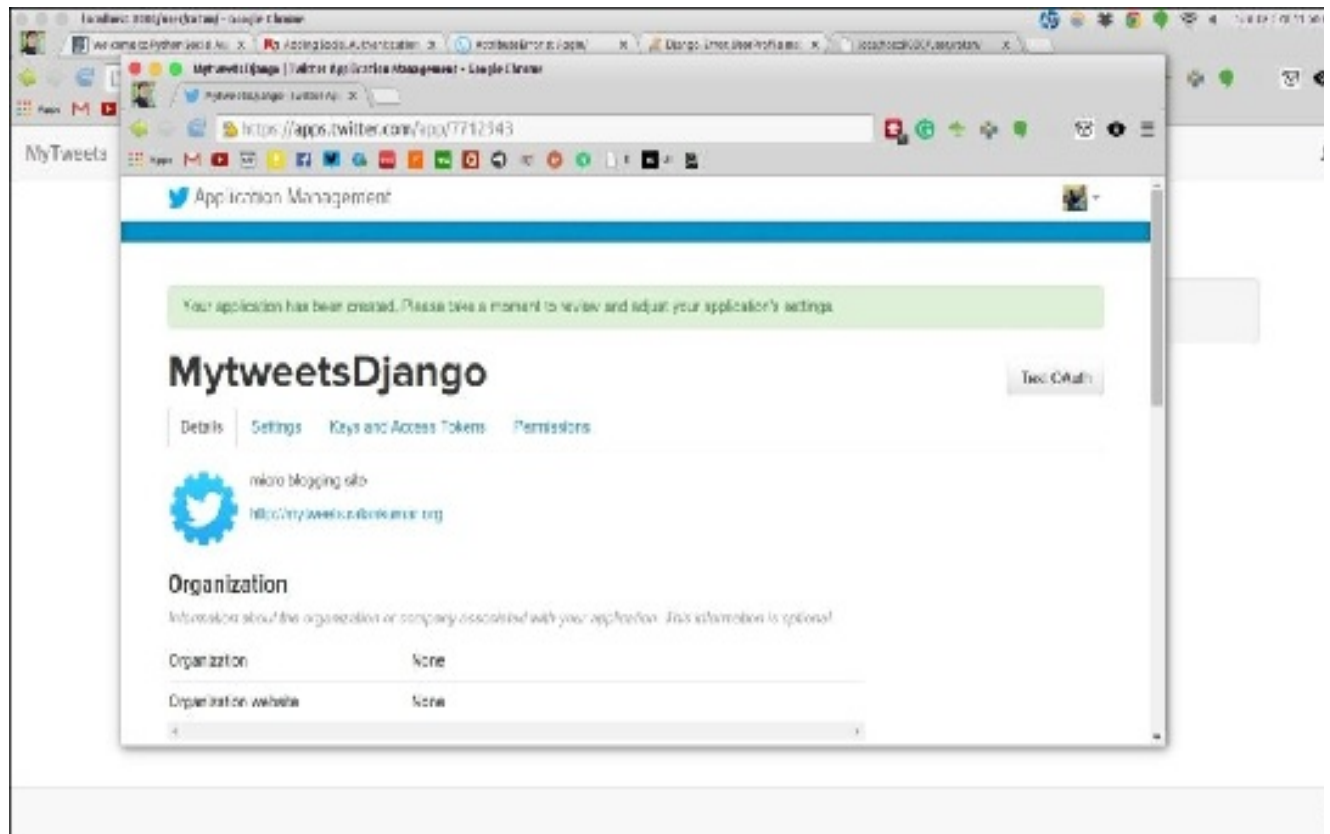 MytweetsDjango | Twitter Application Management - Google Chrome
https://apps.twitter.com/app/7712943
Apps
MyTweets
Application Management
Your application has been created. Please take a moment to review and adjust your application's settings.
MytweetsDjango
Test OAuth
Details Settings Keys and Access Tokens Permissions
micro blogging site
Organization
Information about the organization or company associated with your application. This information is optional.
Organization None
Organization website None